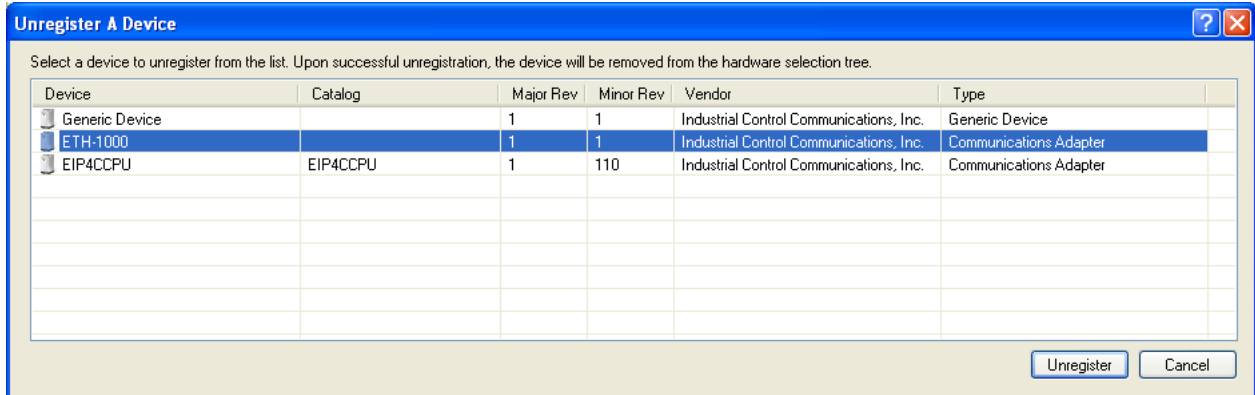 Unregister A Device
Select a device to unregister from the list. Upon successful unregistration, the device will be removed from the hardware selection tree.
Device Catalog Major Rev Minor Rev Vendor Type
Generic Device 1 1 Industrial Control Communications, Inc. Generic Device
ETH-1000 1 1 Industrial Control Communications, Inc. Communications Adapter
EIP4CCPU EIP4CCPU 1 110 Industrial Control Communications, Inc. Communications Adapter
Unregister Cancel